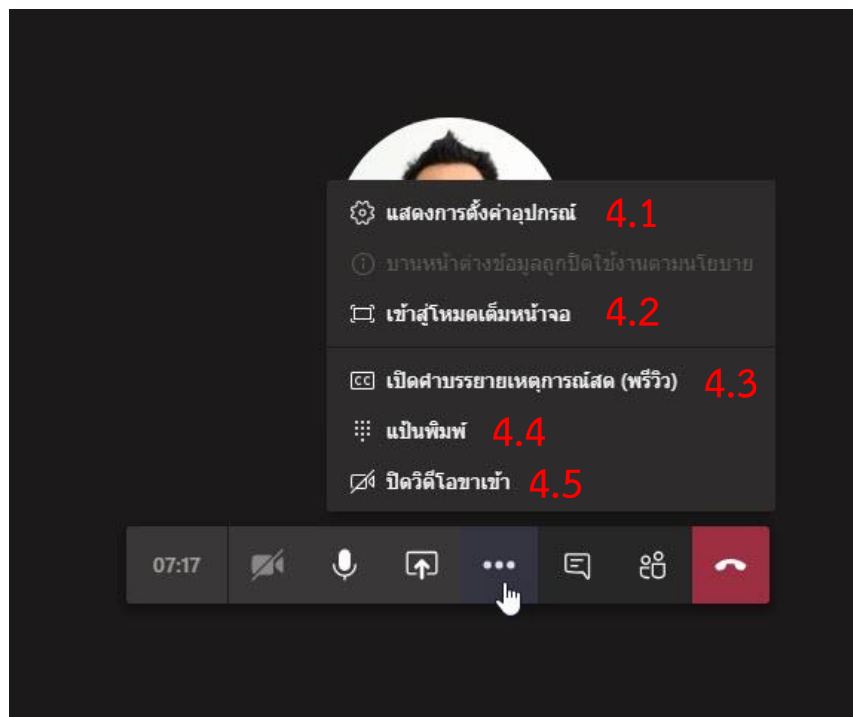 แสดงการตั้งค่าอุปกรณ์ 4.1
บานหน้าต่างข้อมูลถูกปิดใช้งานตามนโยบาย
เข้าสู่โหมดเต็มหน้าจอ 4.2
CC เปิดคำบรรยายเหตุการณ์สด (พรีวิว) 4.3
แป้นพิมพ์ 4.4
ปิดวิดีโอขาเข้า 4.5
07:17